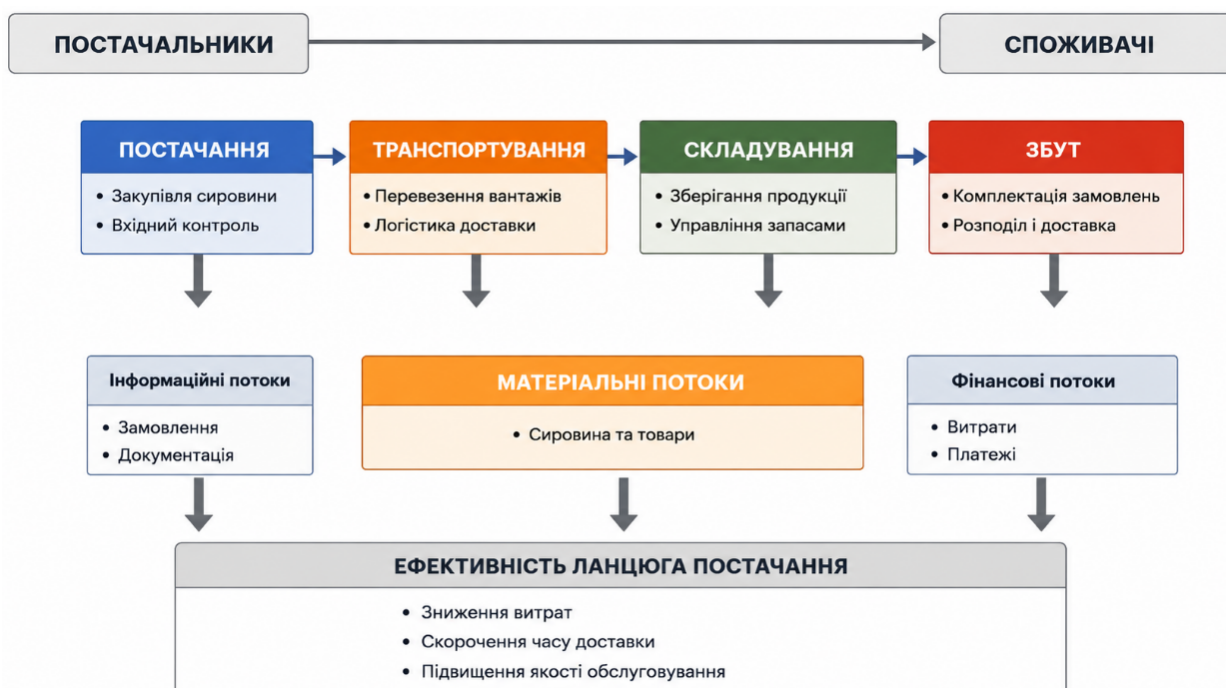 ПОСТАЧАЛЬНИКИ
СПОЖИВАЧІ
ПОСТАЧАННЯ
• Закупівля сировини
• Вхідний контроль
ТРАНСПОРТУВАННЯ
• Перевезення вантажів
• Логістика доставки
СКЛАДУВАННЯ
• Зберігання продукції
• Управління запасами
ЗБУТ
• Комплектація замовлень
• Розподіл і доставка
Інформаційні потоки
• Замовлення
• Документація
МАТЕРІАЛЬНІ ПОТОКИ
• Сировина та товари
Фінансові потоки
• Витрати
• Платежі
ЕФЕКТИВНІСТЬ ЛАНЦЮГА ПОСТАЧАННЯ
• Зниження витрат
• Скорочення часу доставки
• Підвищення якості обслуговування